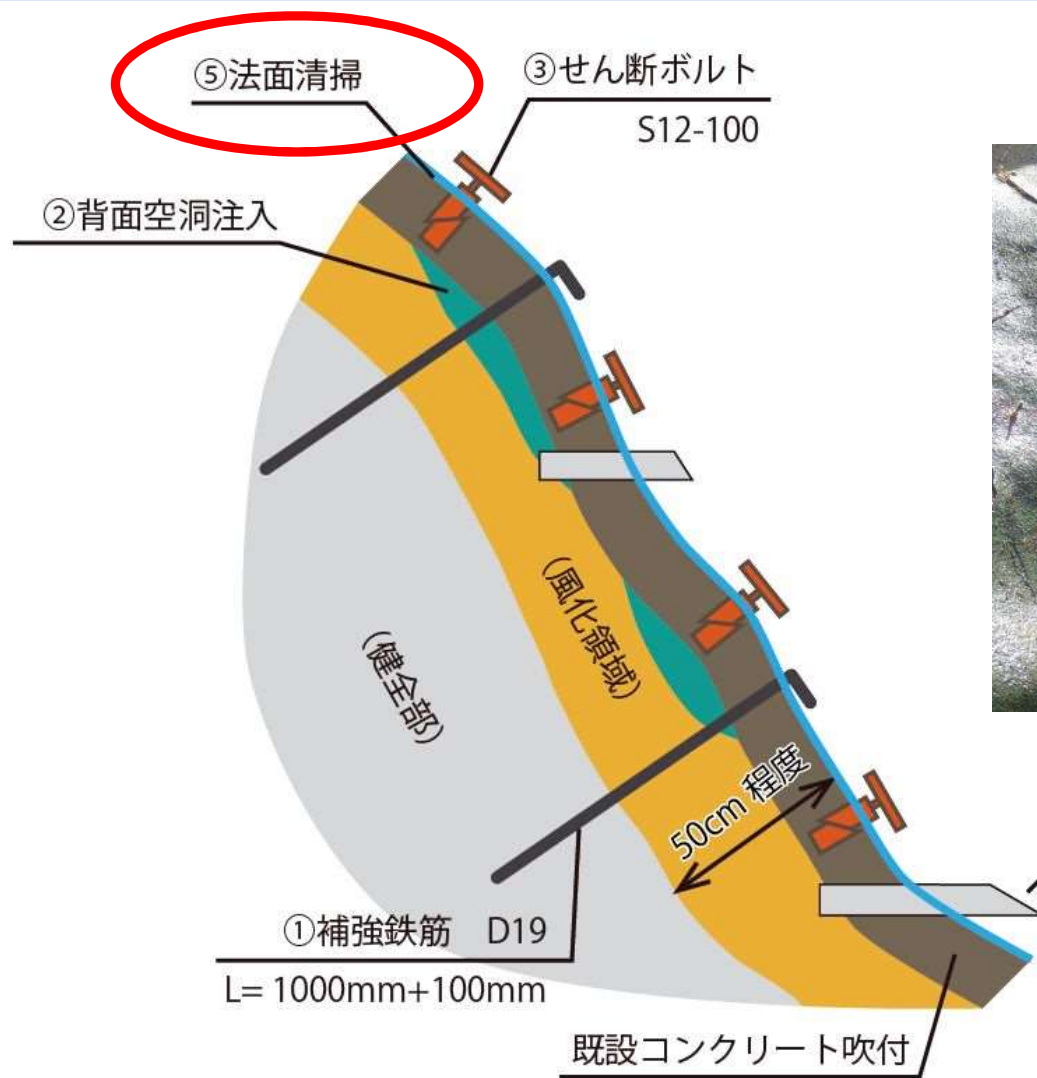 ⑤法面清掃
③せん断ボルト
S12-100
②背面空洞注入
(風化領域)
(健全部)
50cm 程度
①補強鉄筋 D19
L= 1000mm+100mm
既設コンクリート吹付